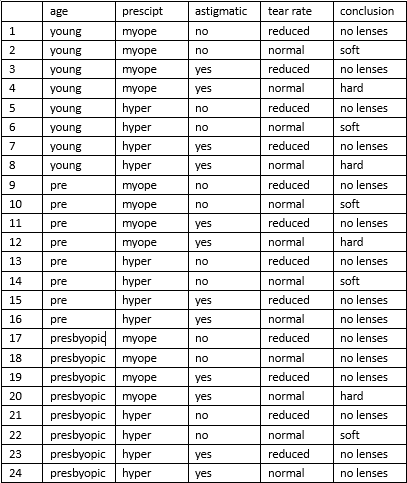 age prescipt astigmatic tear rate conclusion
1 young myope no reduced no lenses
2 young myope no normal soft
3 young myope yes reduced no lenses
4 young myope yes normal hard
5 young hyper no reduced no lenses
6 young hyper no normal soft
7 young hyper yes reduced no lenses
8 young hyper yes normal hard
9 pre myope no reduced no lenses
10 pre myope no normal soft
11 pre myope yes reduced no lenses
12 pre myope yes normal hard
13 pre hyper no reduced no lenses
14 pre hyper no normal soft
15 pre hyper yes reduced no lenses
16 pre hyper yes normal no lenses
17 presbyopic myope no reduced no lenses
18 presbyopic myope no normal no lenses
19 presbyopic myope yes reduced no lenses
20 presbyopic myope yes normal hard
21 presbyopic hyper no reduced no lenses
22 presbyopic hyper no normal soft
23 presbyopic hyper yes reduced no lenses
24 presbyopic hyper yes normal no lenses